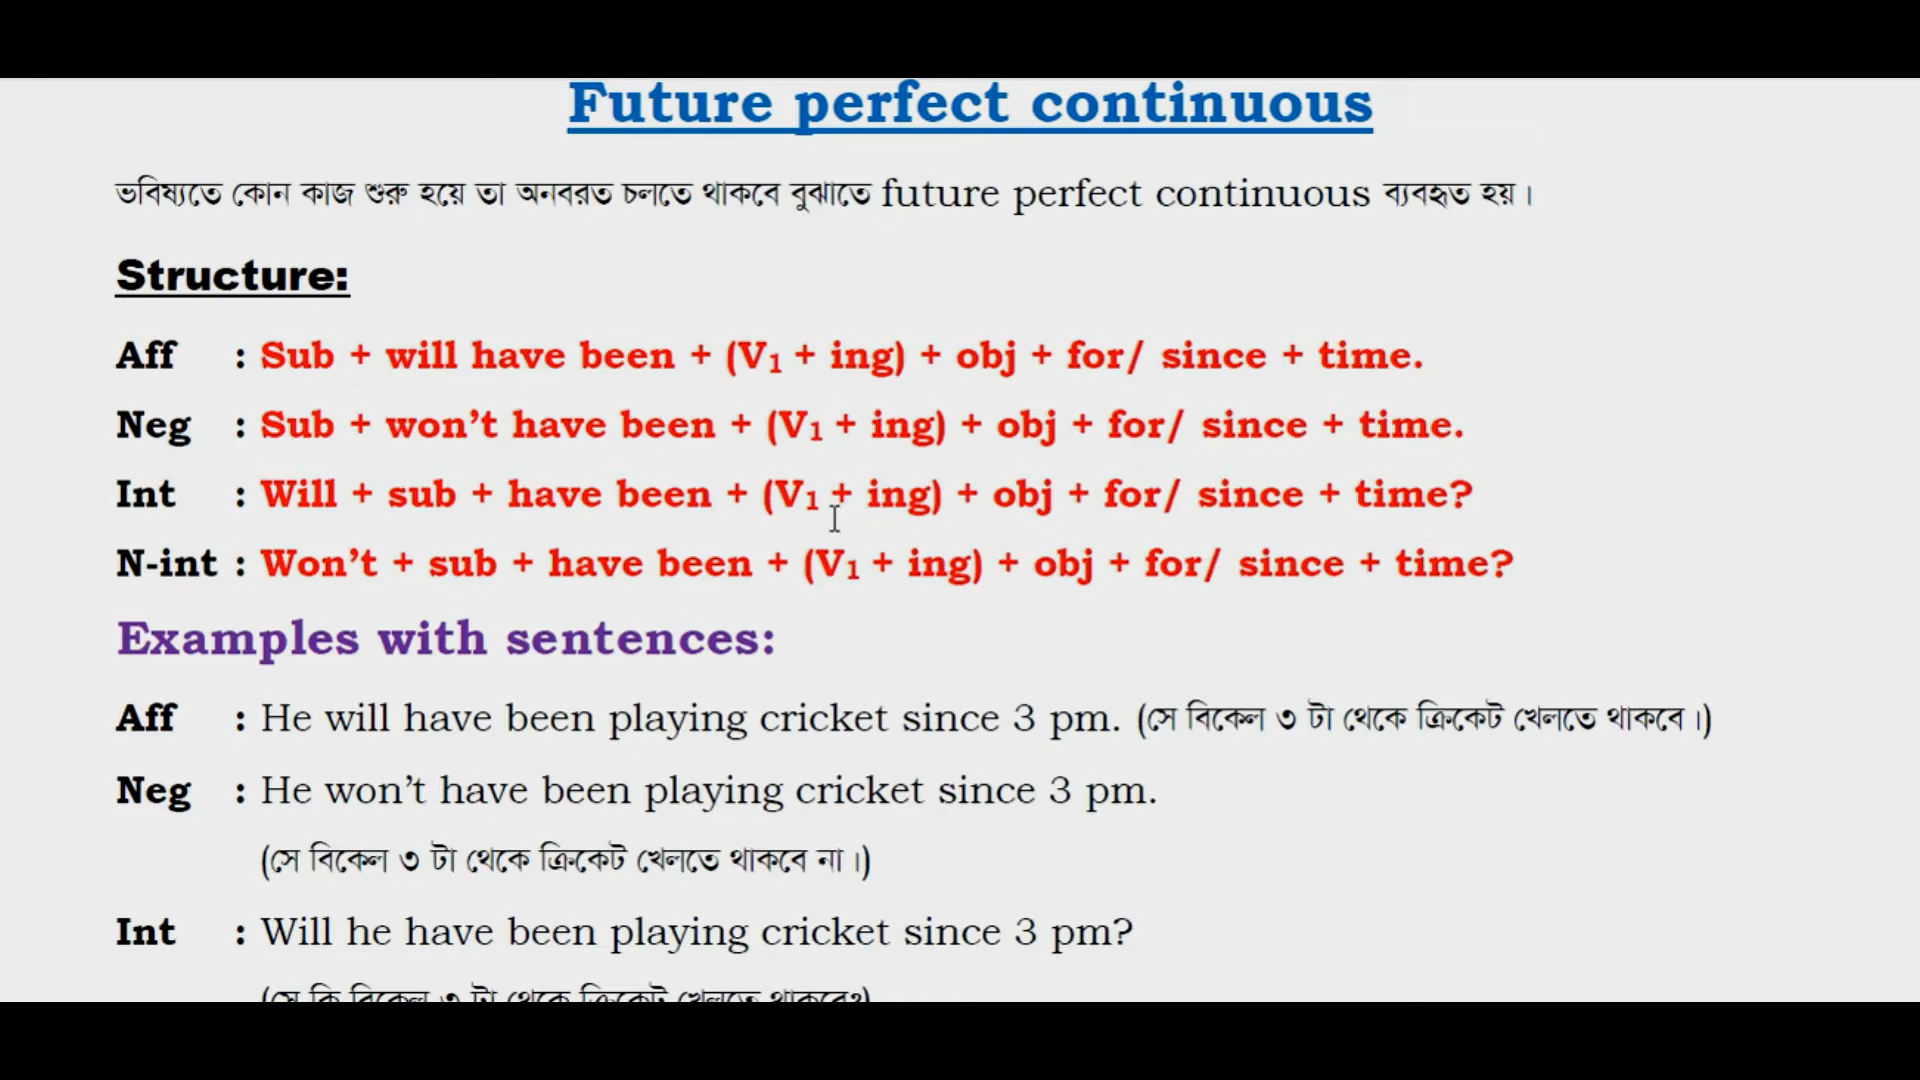 Future perfect continuous
ভবিষ্যতে কোন কাজ শুরু হয়ে তা অনবরত চলতে থাকবে বুঝাতে future perfect continuous ব্যবহৃত হয়।
Structure:
Aff : Sub + will have been + (V₁ + ing) + obj + for/ since + time.
Neg : Sub + won’t have been + (V₁ + ing) + obj + for/ since + time.
Int : Will + sub + have been + (V₁ + ing) + obj + for/ since + time?
N-int : Won’t + sub + have been + (V₁ + ing) + obj + for/ since + time?
Examples with sentences:
Aff : He will have been playing cricket since 3 pm. (সে বিকেল ৩ টা থেকে ক্রিকেট খেলতে থাকবে।)
Neg : He won’t have been playing cricket since 3 pm.
(সে বিকেল ৩ টা থেকে ক্রিকেট খেলতে থাকবে না।)
Int : Will he have been playing cricket since 3 pm?
(সে কি বিকেল ৩ টা থেকে ক্রিকেট খেলতে থাকবে?)